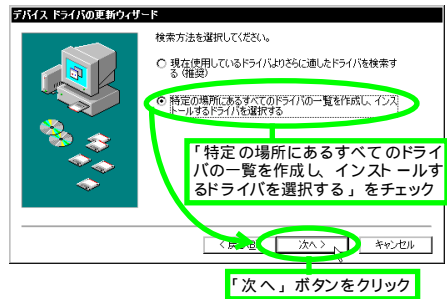 デバイス ドライバの更新ウィザード
検索方法を選択してください。
現在使用しているドライバよりさらに適したドライバを検索す
る (推奨)
特定の場所にあるすべてのドライバの一覧を作成し、インス
トールするドライバを選択する
「特定の場所にあるすべてのドライ
バの一覧を作成し、インストールす
るドライバを選択する」をチェック
次へ >
キャンセル
「次へ」ボタンをクリック